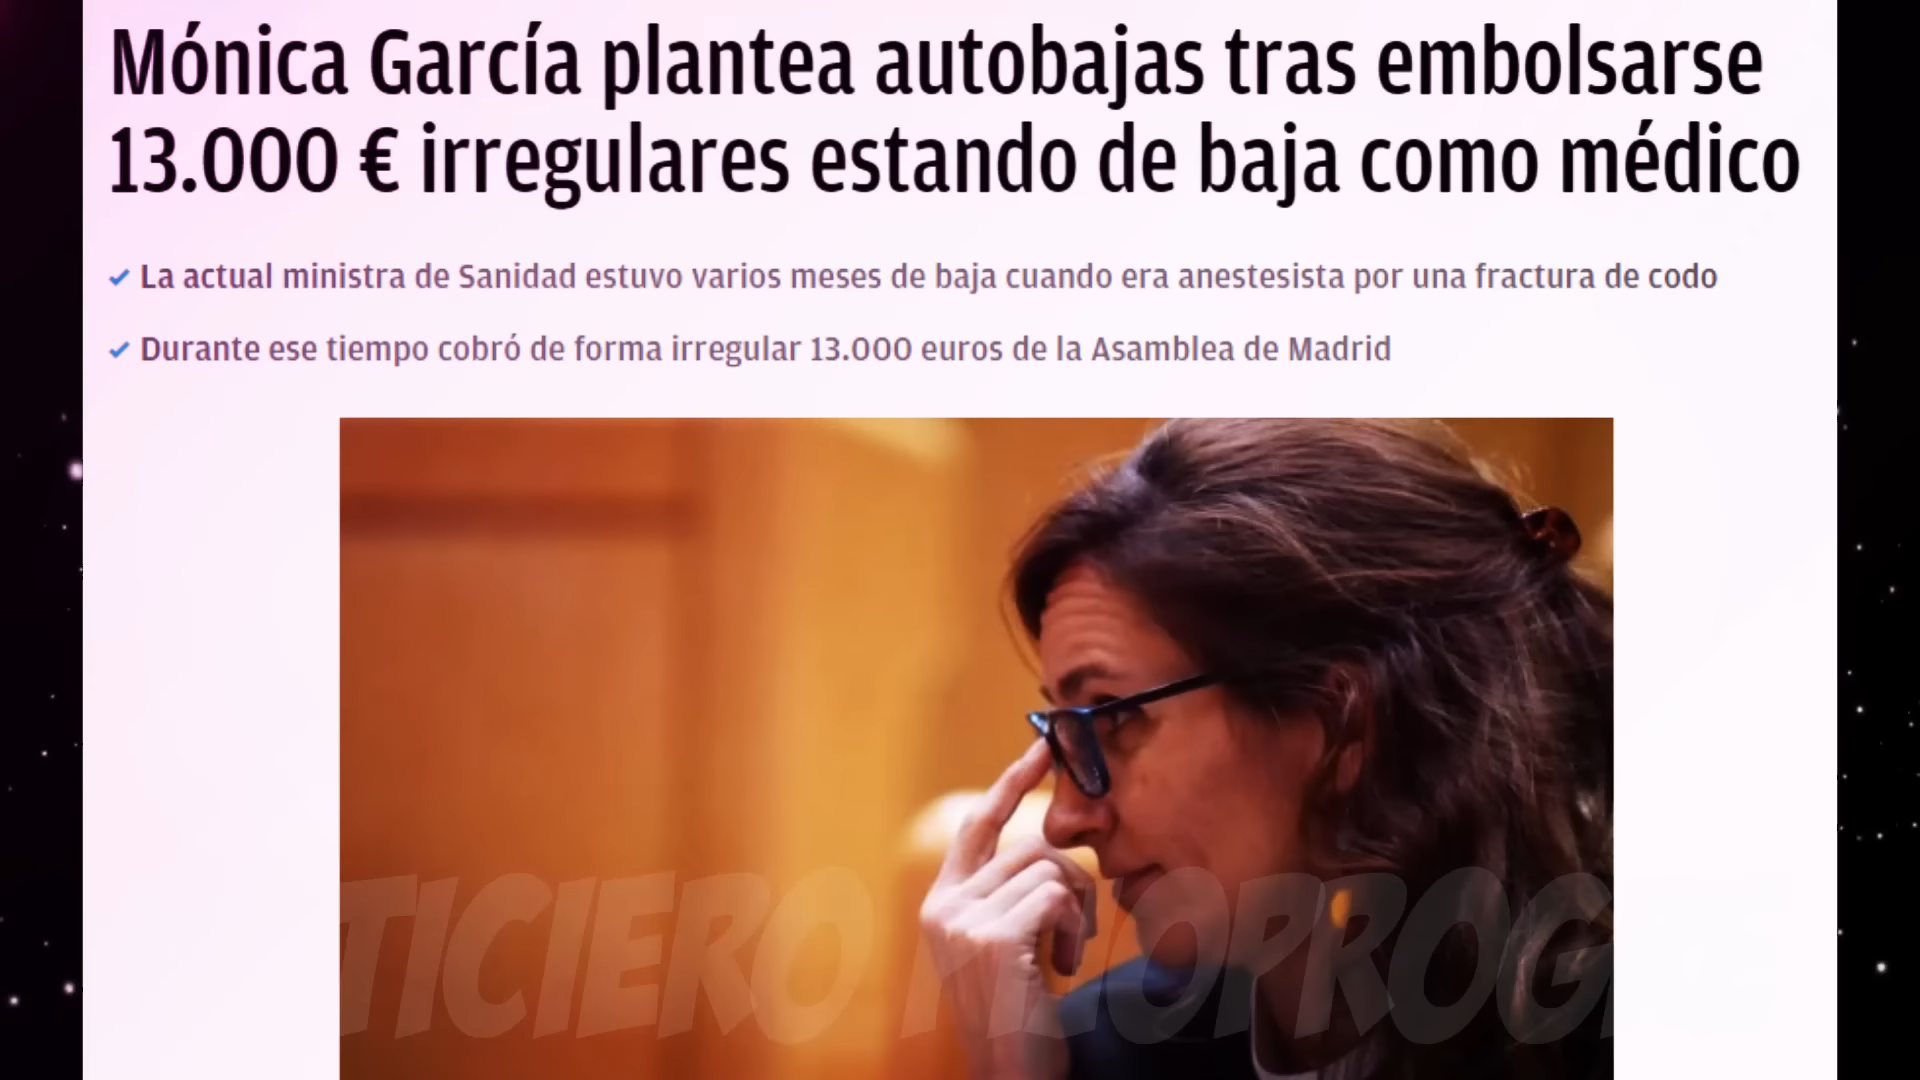 Mónica García plantea autobajas tras embolsarse
13.000 € irregulares estando de baja como médico
La actual ministra de Sanidad estuvo varios meses de baja cuando era anestesista por una fractura de codo
Durante ese tiempo cobró de forma irregular 13.000 euros de la Asamblea de Madrid